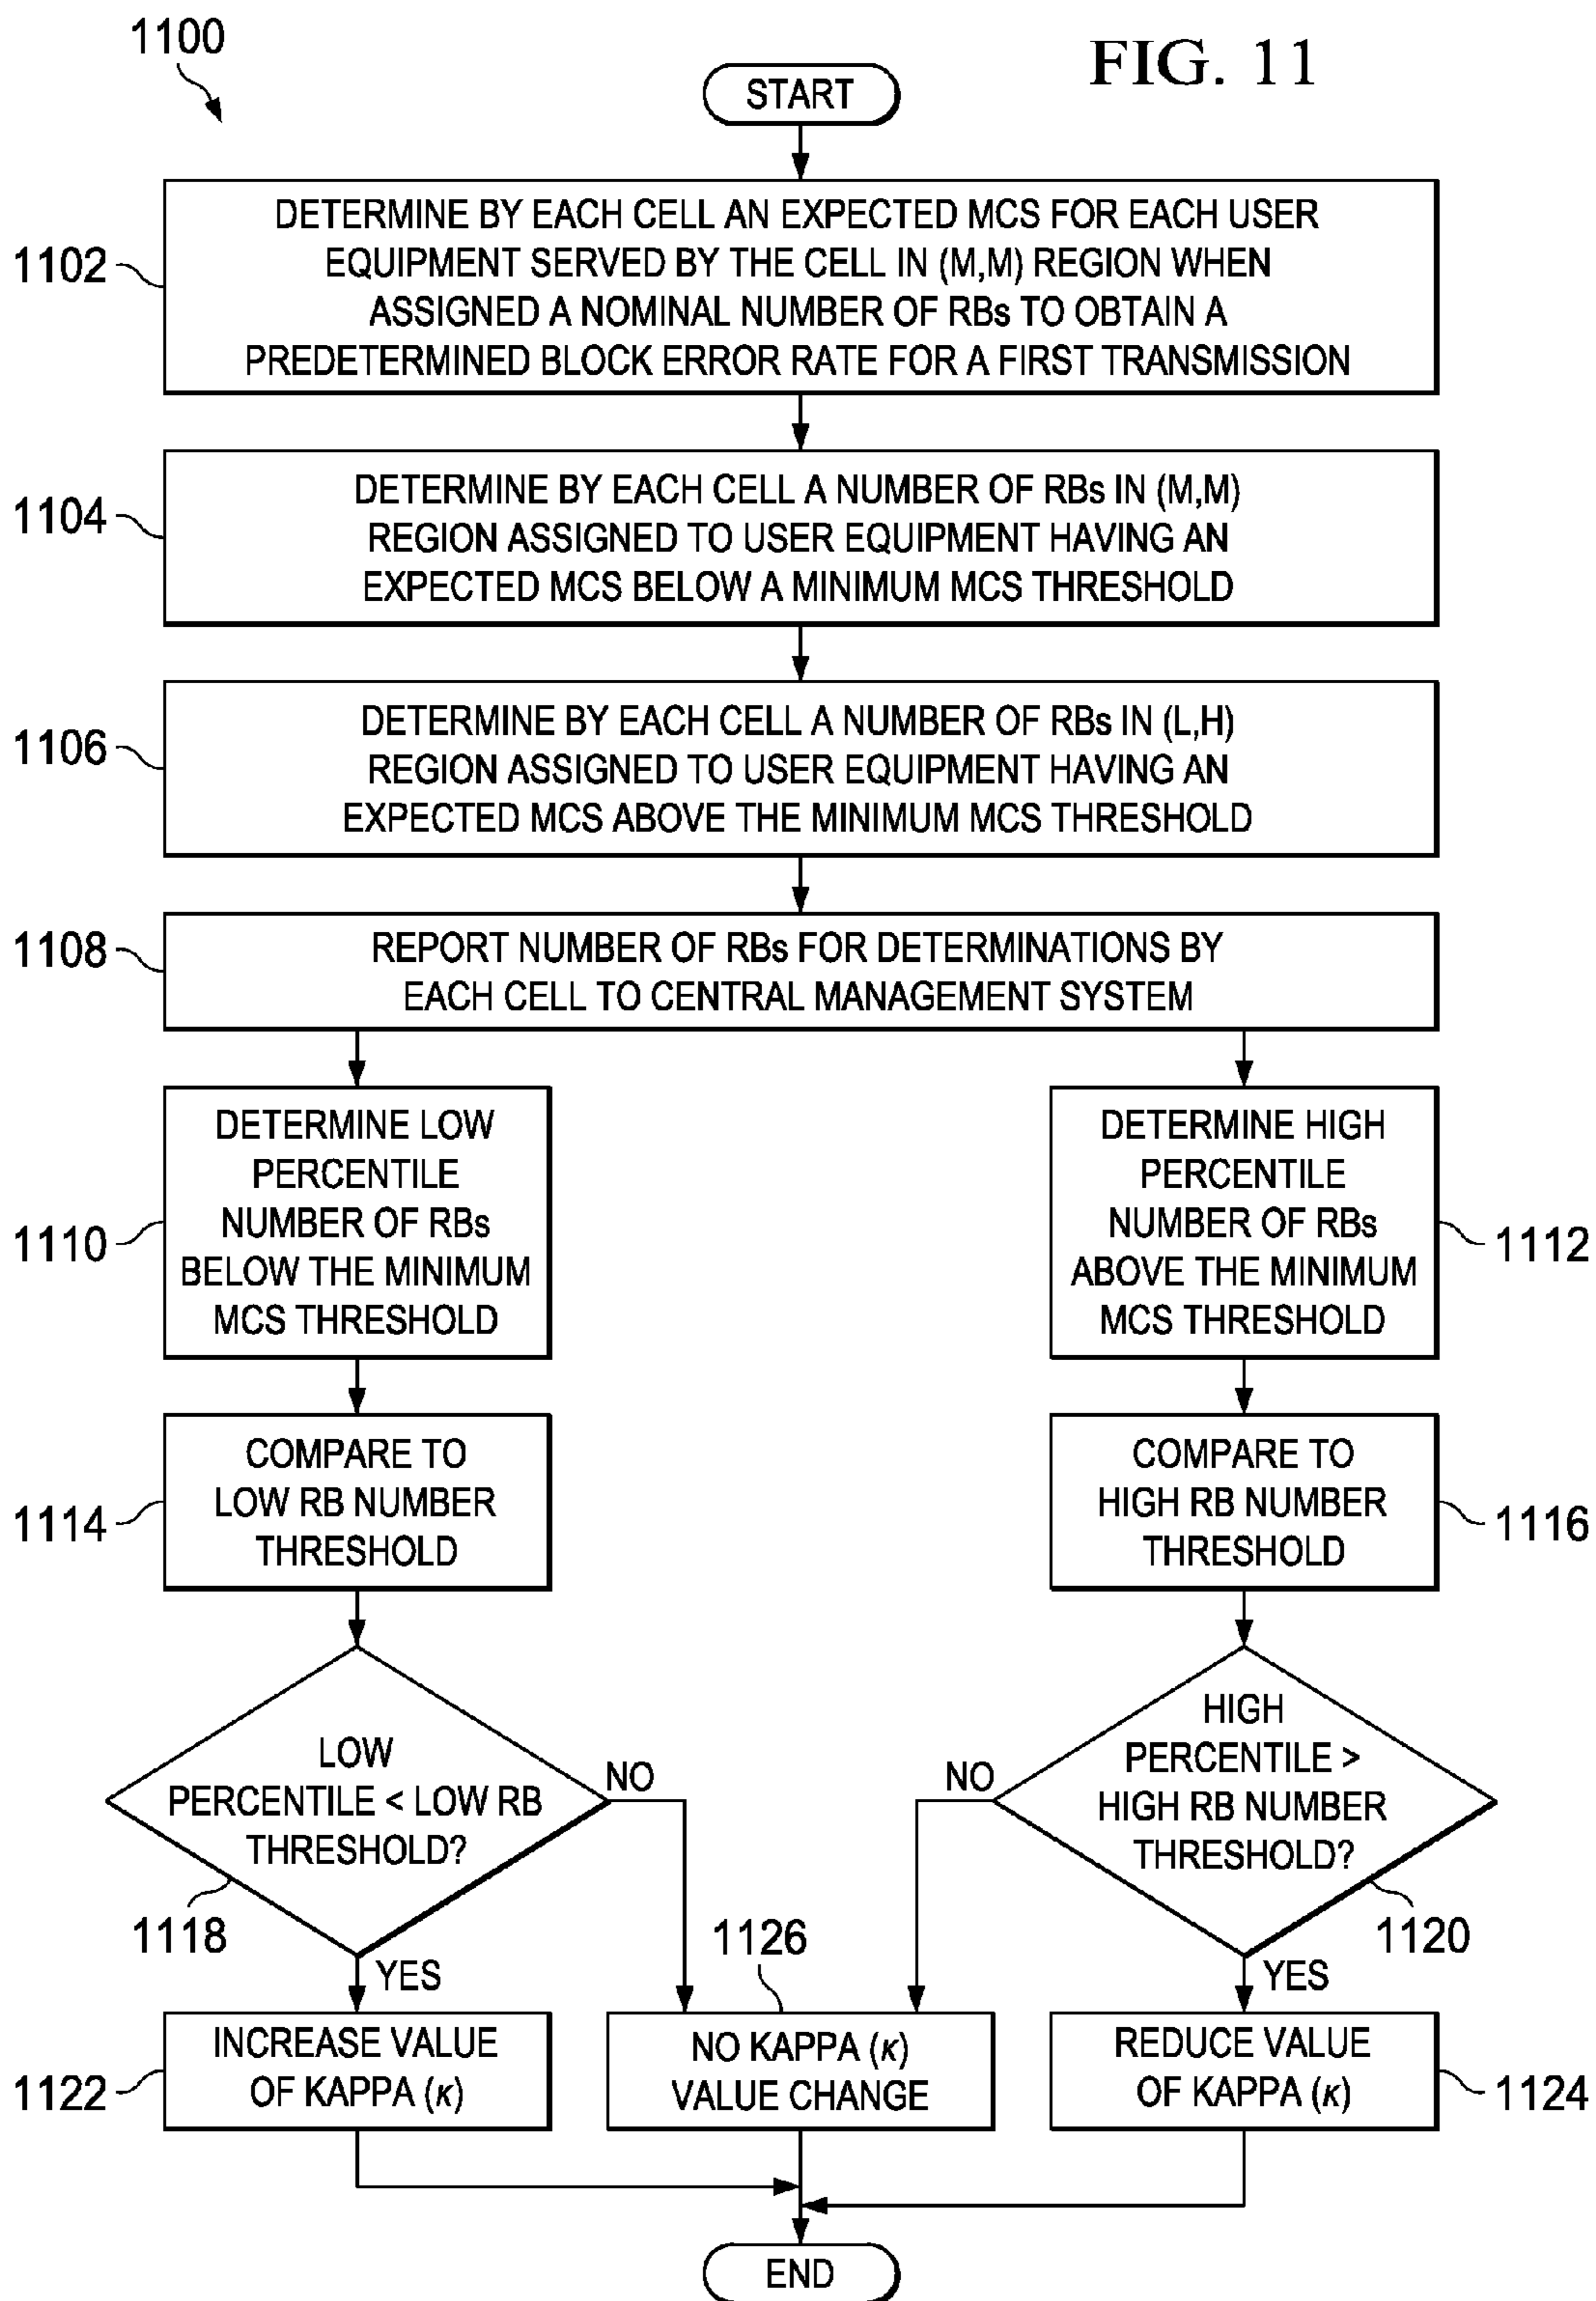 1100
FIG. 11
START
1102
DETERMINE BY EACH CELL AN EXPECTED MCS FOR EACH USER
EQUIPMENT SERVED BY THE CELL IN (M,M) REGION WHEN
ASSIGNED A NOMINAL NUMBER OF RBs TO OBTAIN A
PREDETERMINED BLOCK ERROR RATE FOR A FIRST TRANSMISSION
1104
DETERMINE BY EACH CELL A NUMBER OF RBs IN (M,M)
REGION ASSIGNED TO USER EQUIPMENT HAVING AN
EXPECTED MCS BELOW A MINIMUM MCS THRESHOLD
1106
DETERMINE BY EACH CELL A NUMBER OF RBs IN (L,H)
REGION ASSIGNED TO USER EQUIPMENT HAVING AN
EXPECTED MCS ABOVE THE MINIMUM MCS THRESHOLD
1108
REPORT NUMBER OF RBs FOR DETERMINATIONS BY
EACH CELL TO CENTRAL MANAGEMENT SYSTEM
1110
DETERMINE LOW
PERCENTILE
NUMBER OF RBs
BELOW THE MINIMUM
MCS THRESHOLD
DETERMINE HIGH
PERCENTILE
NUMBER OF RBs
ABOVE THE MINIMUM
MCS THRESHOLD
1112
1114
COMPARE TO
LOW RB NUMBER
THRESHOLD
COMPARE TO
HIGH RB NUMBER
THRESHOLD
1116
LOW
PERCENTILE < LOW RB
THRESHOLD?
NO
1118
YES
NO
HIGH
PERCENTILE >
HIGH RB NUMBER
THRESHOLD?
1120
YES
1126
1122
INCREASE VALUE
OF KAPPA (κ)
NO KAPPA (κ)
VALUE CHANGE
REDUCE VALUE
OF KAPPA (κ)
1124
END